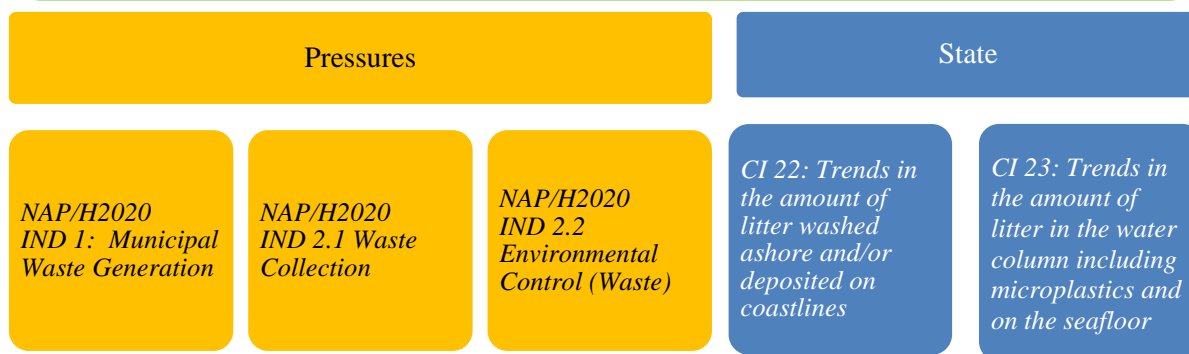 Pressures
State
NAP/H2020
IND 1:  Municipal
Waste Generation
NAP/H2020
IND 2.1 Waste
Collection
NAP/H2020
IND 2.2
Environmental
Control (Waste)
CI 22: Trends in
the amount of
litter washed
ashore and/or
deposited on
coastlines
CI 23: Trends in
the amount of
litter in the water
column including
microplastics and
on the seafloor